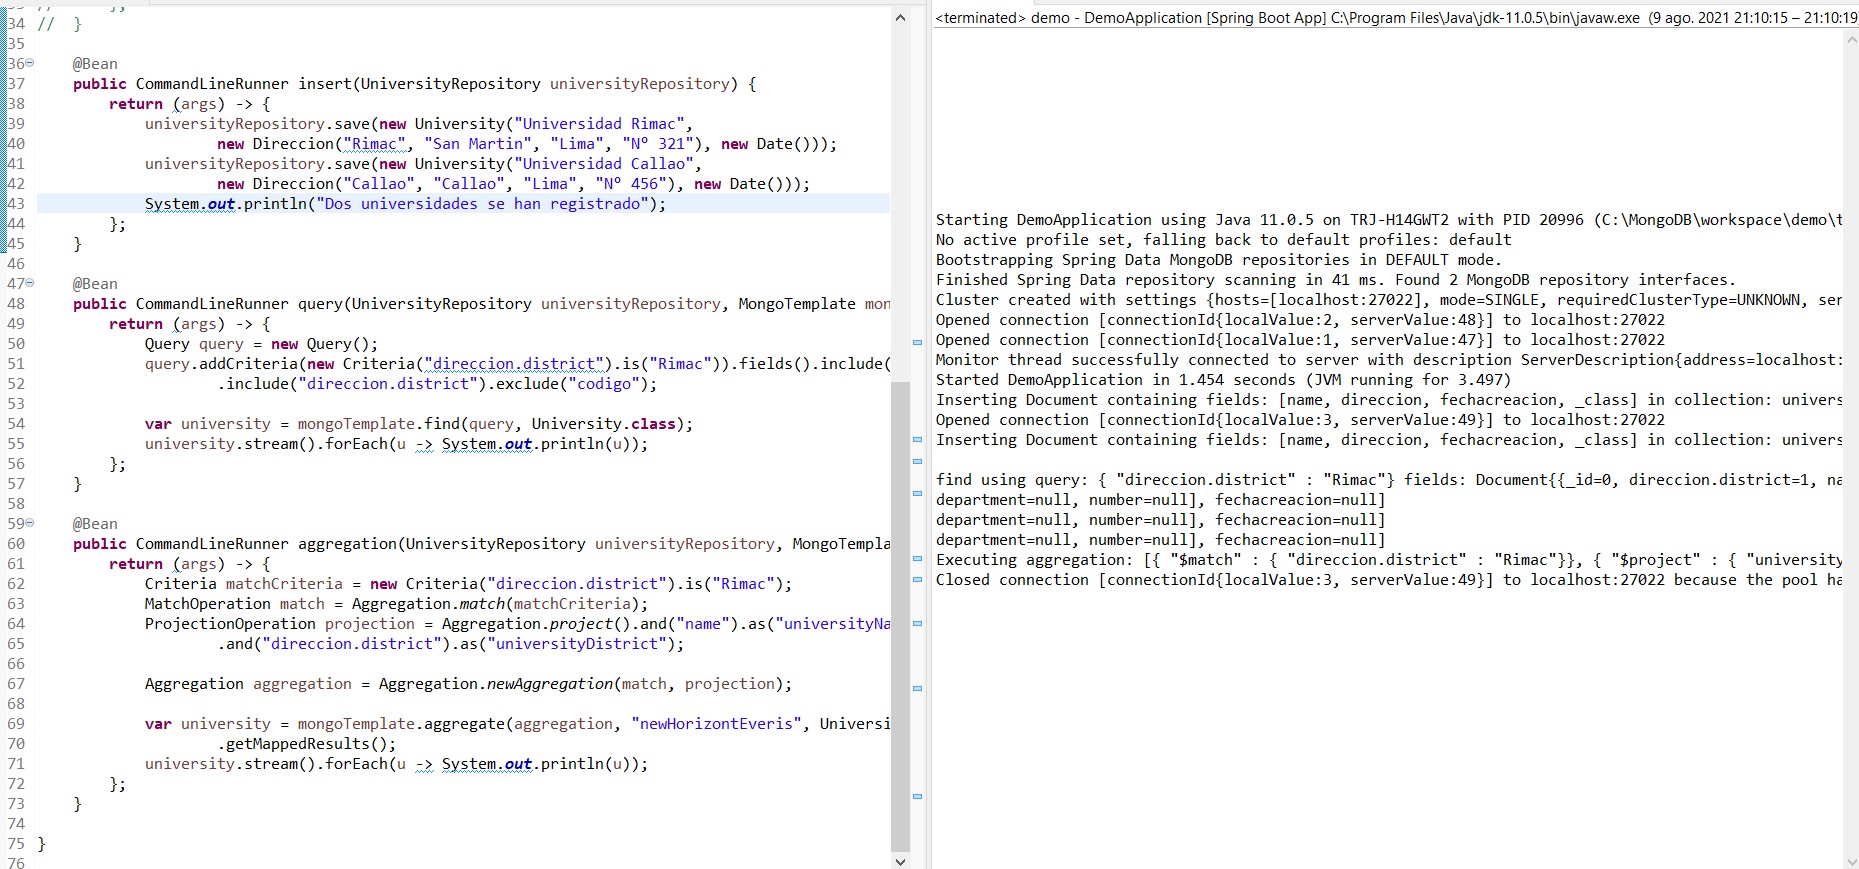 34 //  }
35
36 @Bean
37 public CommandLineRunner insert(UniversityRepository universityRepository) {
38 return (args) -> {
39 universityRepository.save(new University("Universidad Rimac",
40 new Direccion("Rimac", "San Martin", "Lima", "Nº 321"), new Date()));
41 universityRepository.save(new University("Universidad Callao",
42 new Direccion("Callao", "Callao", "Lima", "Nº 456"), new Date()));
43 System.out.println("Dos universidades se han registrado");
44 };
45 }
46
47 @Bean
48 public CommandLineRunner query(UniversityRepository universityRepository, MongoTemplate mon
49 return (args) -> {
50 Query query = new Query();
51 query.addCriteria(new Criteria("direccion.district").is("Rimac")).fields().include(
52 .include("direccion.district").exclude("codigo");
53
54 var university = mongoTemplate.find(query, University.class);
55 university.stream().forEach(u -> System.out.println(u));
56 };
57 }
58
59 @Bean
60 public CommandLineRunner aggregation(UniversityRepository universityRepository, MongoTempla
61 return (args) -> {
62 Criteria matchCriteria = new Criteria("direccion.district").is("Rimac");
63 MatchOperation match = Aggregation.match(matchCriteria);
64 ProjectionOperation projection = Aggregation.project().and("name").as("universityNa
65 .and("direccion.district").as("universityDistrict");
66
67 Aggregation aggregation = Aggregation.newAggregation(match, projection);
68
69 var university = mongoTemplate.aggregate(aggregation, "newHorizontEveris", Universi
70 .getMappedResults();
71 university.stream().forEach(u -> System.out.println(u));
72 };
73 }
74
75 }
76
<terminated> demo - DemoApplication [Spring Boot App] C:\Program Files\Java\jdk-11.0.5\bin\javaw.exe  (9 ago. 2021 21:10:15 – 21:10:19
Starting DemoApplication using Java 11.0.5 on TRJ-H14GWT2 with PID 20996 (C:\MongoDB\workspace\demo\t
No active profile set, falling back to default profiles: default
Bootstrapping Spring Data MongoDB repositories in DEFAULT mode.
Finished Spring Data repository scanning in 41 ms. Found 2 MongoDB repository interfaces.
Cluster created with settings {hosts=[localhost:27022], mode=SINGLE, requiredClusterType=UNKNOWN, ser
Opened connection [connectionId{localValue:2, serverValue:48}] to localhost:27022
Opened connection [connectionId{localValue:1, serverValue:47}] to localhost:27022
Monitor thread successfully connected to server with description ServerDescription{address=localhost:
Started DemoApplication in 1.454 seconds (JVM running for 3.497)
Inserting Document containing fields: [name, direccion, fechacreacion, _class] in collection: univers
Opened connection [connectionId{localValue:3, serverValue:49}] to localhost:27022
Inserting Document containing fields: [name, direccion, fechacreacion, _class] in collection: univers
find using query: { "direccion.district" : "Rimac"} fields: Document{{_id=0, direccion.district=1, na
department=null, number=null], fechacreacion=null]
department=null, number=null], fechacreacion=null]
department=null, number=null], fechacreacion=null]
Executing aggregation: [{ "$match" : { "direccion.district" : "Rimac"}}, { "$project" : { "university
Closed connection [connectionId{localValue:3, serverValue:49}] to localhost:27022 because the pool ha